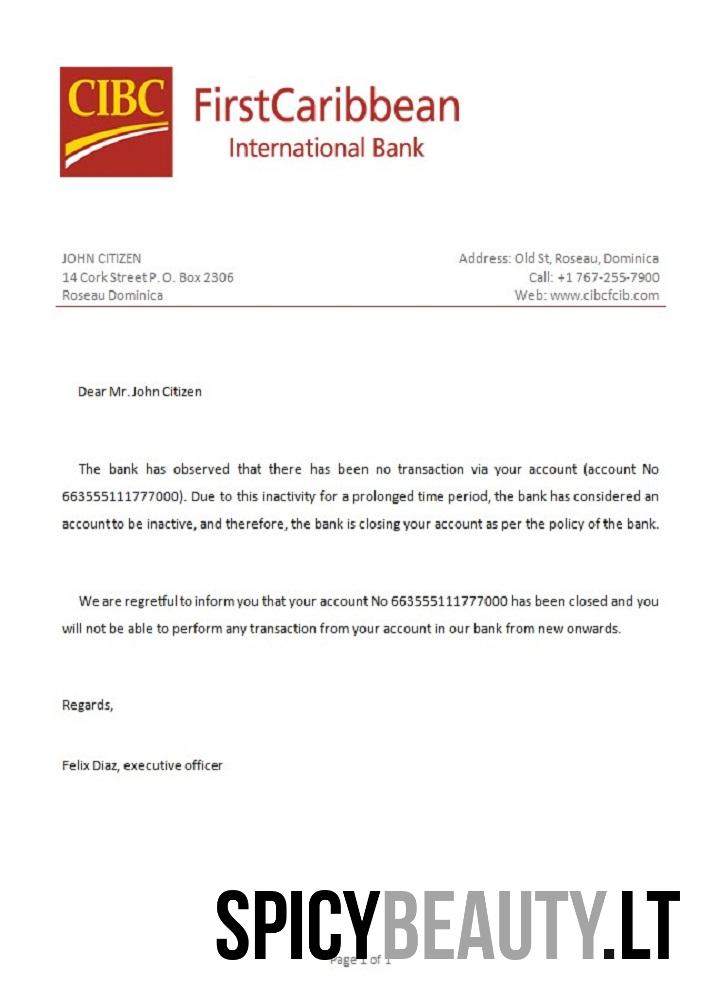 CIBC FirstCaribbean
International Bank
JOHN CITIZEN
14 Cork Street P. O. Box 2306
Roseau Dominica
Address: Old St, Roseau, Dominica
Call: +1 767-255-7900
Web: www.cibcfcib.com
Dear Mr. John Citizen
The bank has observed that there has been no transaction via your account (account No
663555111777000). Due to this inactivity for a prolonged time period, the bank has considered an
account to be inactive, and therefore, the bank is closing your account as per the policy of the bank.
We are regretful to inform you that your account No 663555111777000 has been closed and you
will not be able to perform any transaction from your account in our bank from new onwards.
Regards,
Felix Diaz, executive officer
SPICYBEAUTY.LT
Page 1 of 1